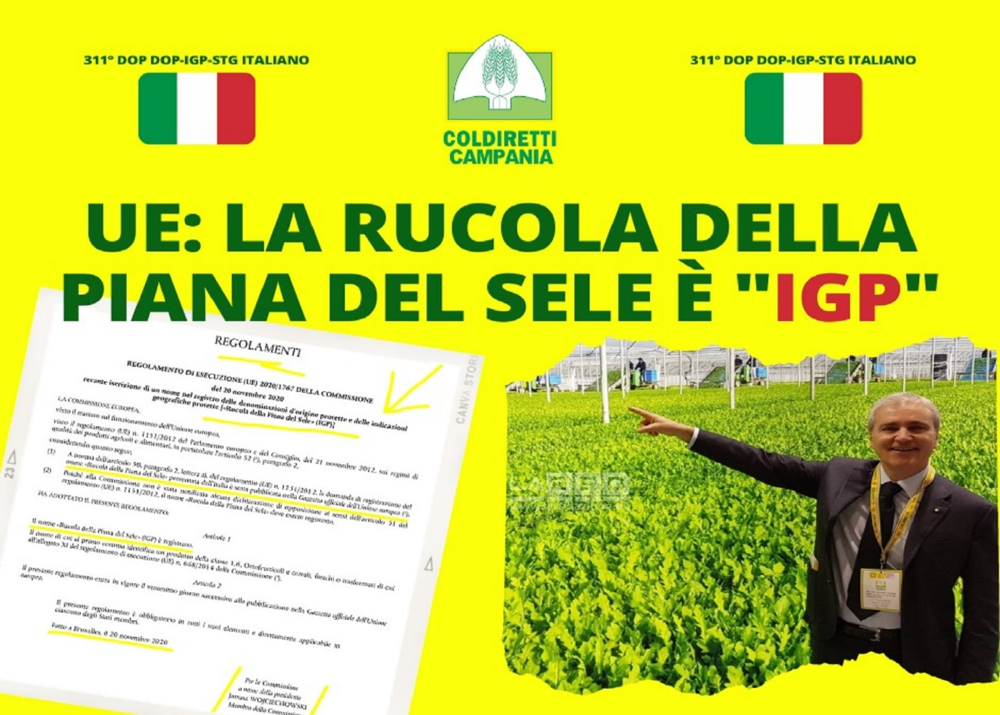 311° DOP DOP-IGP-STG ITALIANO
311° DOP DOP-IGP-STG ITALIANO
COLDIRETTI
CAMPANIA
UE: LA RUCOLA DELLA
PIANA DEL SELE È "IGP"
REGOLAMENTI
REGOLAMENTO DI ESECUZIONE (UE) 2020/1767 DELLA COMMISSIONE
del 20 novembre 2020
recante iscrizione di un nome nel registro delle denominazioni d'origine protette e delle indicazioni
geografiche protette [«Rucola della Piana del Sele» (IGP)]
LA COMMISSIONE EUROPEA,
visto il trattato sul funzionamento dell'Unione europea,
visto il regolamento (UE) n. 1151/2012 del Parlamento europeo e del Consiglio, del 21 novembre 2012, sui regimi di
qualità dei prodotti agricoli e alimentari, in particolare l'articolo 52 (¹), paragrafo 2,
considerando quanto segue:
(1) A norma dell'articolo 50, paragrafo 2, lettera a), del regolamento (UE) n. 1151/2012, la domanda di registrazione del
nome «Rucola della Piana del Sele» presentata dall'Italia è stata pubblicata nella Gazzetta ufficiale dell'Unione europea (²).
(2) Poiché alla Commissione non è stata notificata alcuna dichiarazione di opposizione ai sensi dell'articolo 51 del
regolamento (UE) n. 1151/2012, il nome «Rucola della Piana del Sele» deve essere registrato,
HA ADOTTATO IL PRESENTE REGOLAMENTO:
Articolo 1
Il nome «Rucola della Piana del Sele» (IGP) è registrato.
Il nome di cui al primo comma identifica un prodotto della classe 1.6. Ortofrutticoli e cereali, freschi o trasformati di cui
all'allegato XI del regolamento di esecuzione (UE) n. 668/2014 della Commissione (³).
Articolo 2
Il presente regolamento entra in vigore il ventesimo giorno successivo alla pubblicazione nella Gazzetta ufficiale dell'Unione
europea.
Il presente regolamento è obbligatorio in tutti i suoi elementi e direttamente applicabile in
ciascuno degli Stati membri.
Fatto a Bruxelles, il 20 novembre 2020
Per la Commissione
a nome della presidente
Janusz WOJCIECHOWSKI
Membro della Commissione
CANVA STORI
23